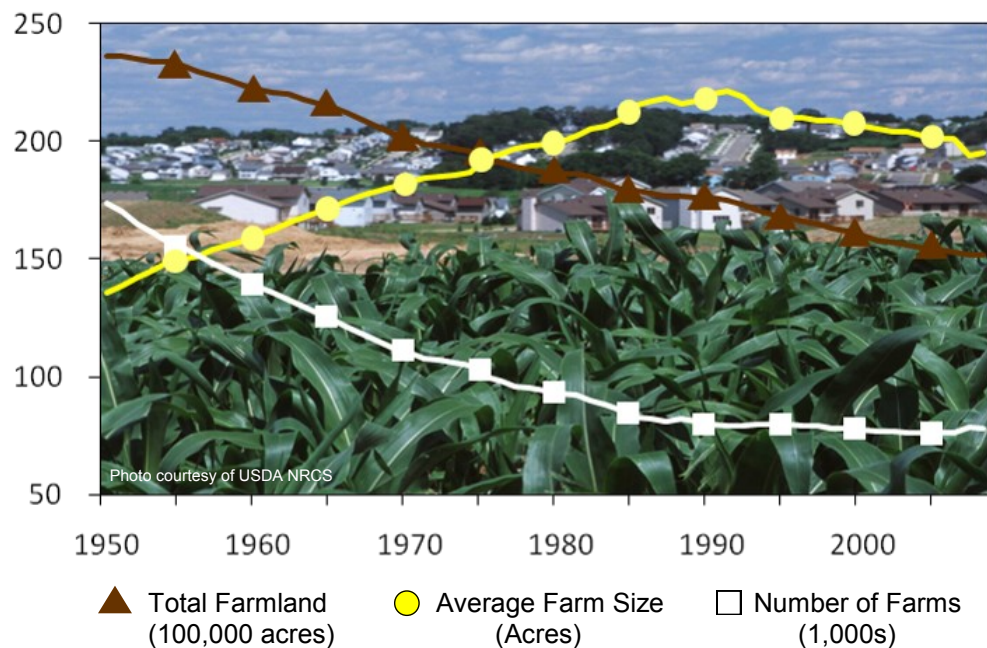 250
200
150
100
50
Photo courtesy of USDA NRCS
1950 1960 1970 1980 1990 2000
Total Farmland Average Farm Size Number of Farms
(100,000 acres) (Acres) (1,000s)